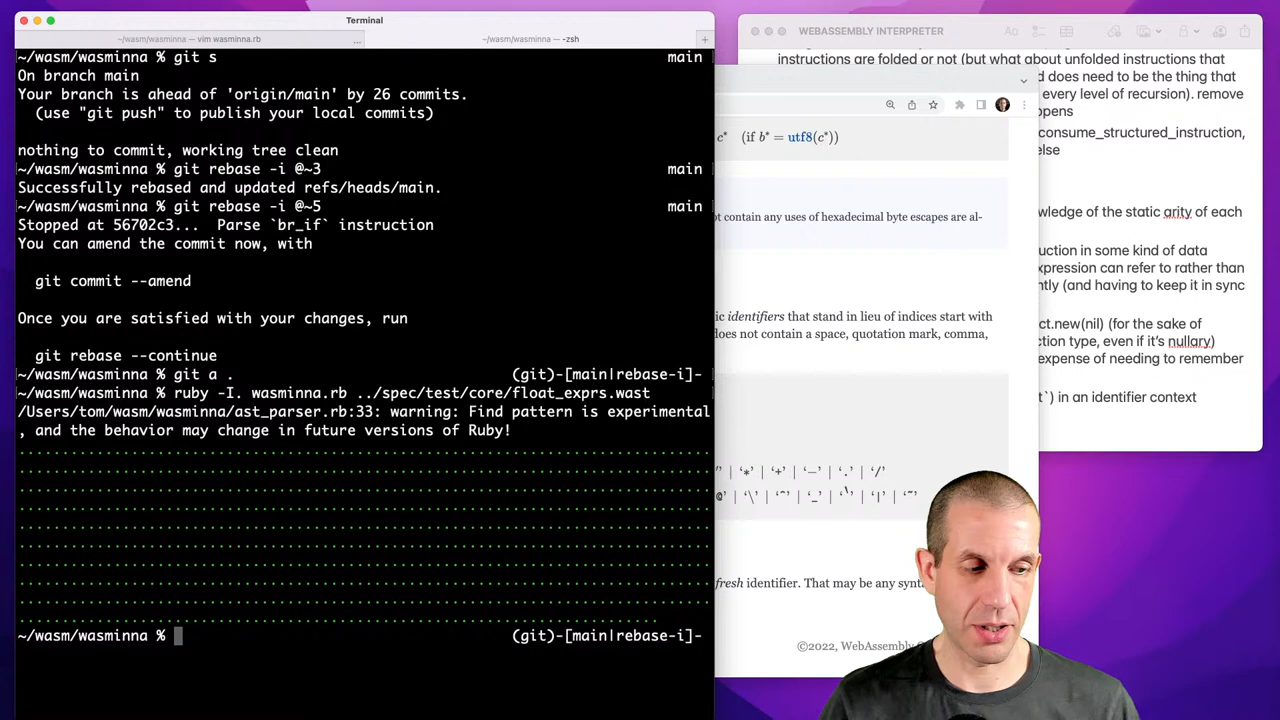 Terminal
~/wasm/wasminna — vim wasminna.rb
...
~/wasm/wasminna — -zsh
+
~/wasm/wasminna % git s main
On branch main
Your branch is ahead of 'origin/main' by 26 commits.
(use "git push" to publish your local commits)
nothing to commit, working tree clean
~/wasm/wasminna % git rebase -i @~3 main
Successfully rebased and updated refs/heads/main.
~/wasm/wasminna % git rebase -i @~5 main
Stopped at 56702c3... Parse `br_if` instruction
You can amend the commit now, with
git commit --amend
Once you are satisfied with your changes, run
git rebase --continue
~/wasm/wasminna % git a . (git)-[main|rebase-i]-
~/wasm/wasminna % ruby -I. wasminna.rb ../spec/test/core/float_exprs.wast
/Users/tom/wasm/wasminna/ast_parser.rb:33: warning: Find pattern is experimental
, and the behavior may change in future versions of Ruby!
~/wasm/wasminna % (git)-[main|rebase-i]-
WEBASSEMBLY INTERPRETER
instructions are folded or not (but what about unfolded instructions that
d does need to be the thing that
every level of recursion). remove
opens
consume_structured_instruction,
else
wledge of the static arity of each
uction in some kind of data
xpression can refer to rather than
ntly (and having to keep it in sync
ct.new(nil) (for the sake of
ction type, even if it's nullary)
expense of needing to remember
t`) in an identifier context
c* (if b* = utf8(c*))
ot contain any uses of hexadecimal byte escapes are al-
ic identifiers that stand in lieu of indices start with
does not contain a space, quotation mark, comma,
'' | '*' | '+' | '−' | '.' | '/'
@' | '\' | '^' | '_' | '`' | '|' | '~'
fresh identifier. That may be any synta
©2022, WebAssembly